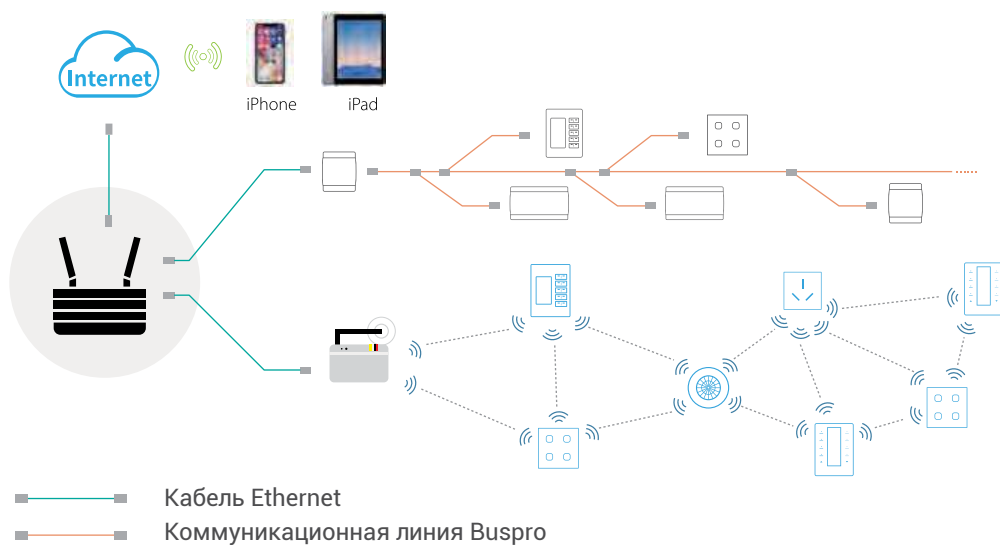 Internet
iPhone
iPad
Кабель Ethernet
Коммуникационная линия Buspro